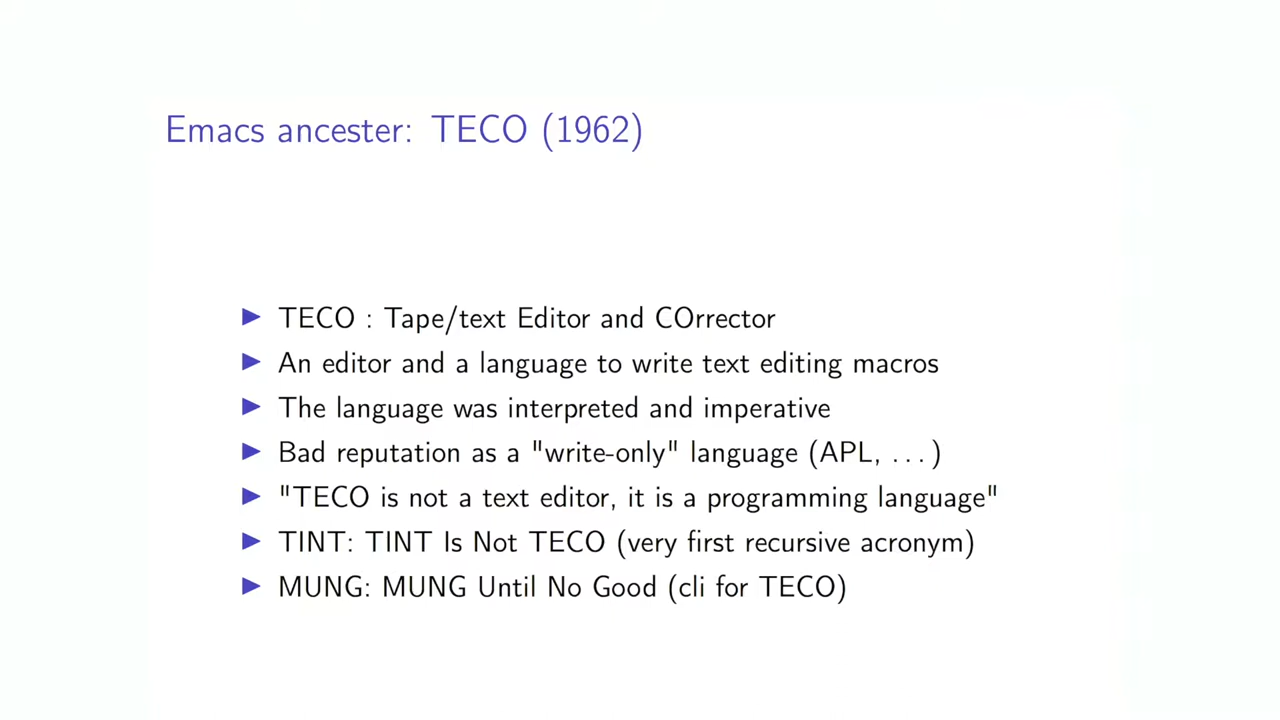 Emacs ancester: TECO (1962)
▶ TECO : Tape/text Editor and COrrector
▶ An editor and a language to write text editing macros
▶ The language was interpreted and imperative
▶ Bad reputation as a "write-only" language (APL, ...)
▶ "TECO is not a text editor, it is a programming language"
▶ TINT: TINT Is Not TECO (very first recursive acronym)
▶ MUNG: MUNG Until No Good (cli for TECO)